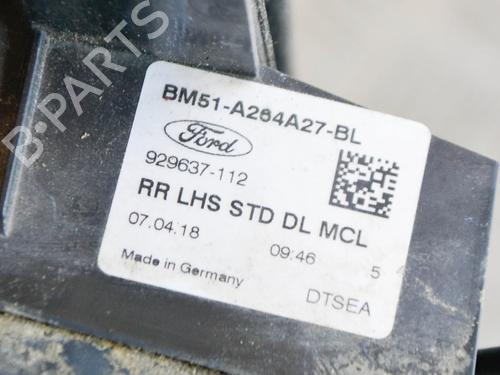 B-PARTS
BM51-A264A27-BL
Ford
929637-112
RR LHS STD DL MCL
07.04.18 09:46 5
Made in Germany
DTSEA